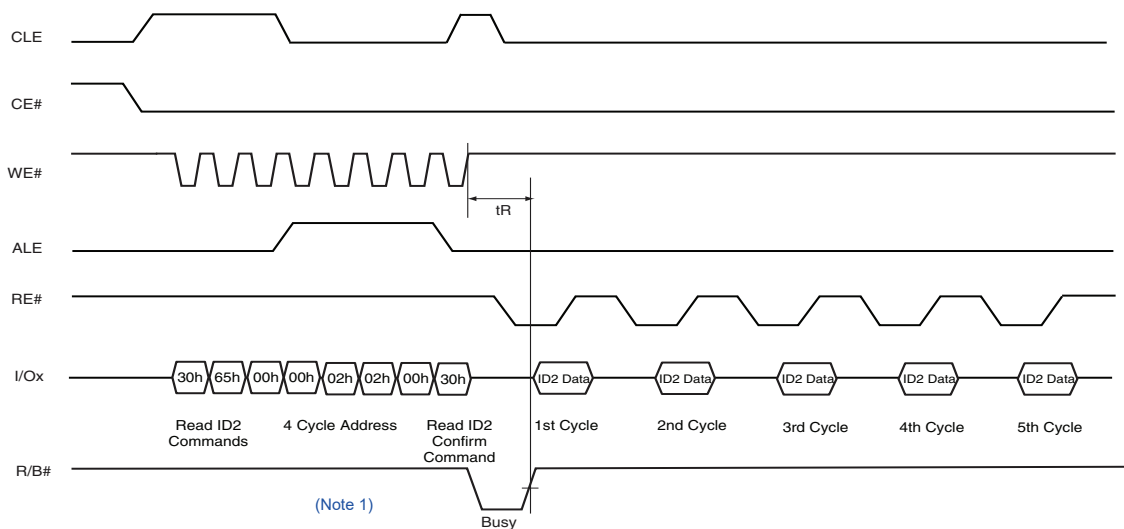 CLE
CE#
WE#
tR
ALE
RE#
I/Ox
30h 65h 00h 00h 02h 02h 00h 30h ID2 Data ID2 Data ID2 Data ID2 Data ID2 Data
Read ID2
Commands
4 Cycle Address
Read ID2
Confirm
Command
1st Cycle
2nd Cycle
3rd Cycle
4th Cycle
5th Cycle
R/B#
(Note 1)
Busy